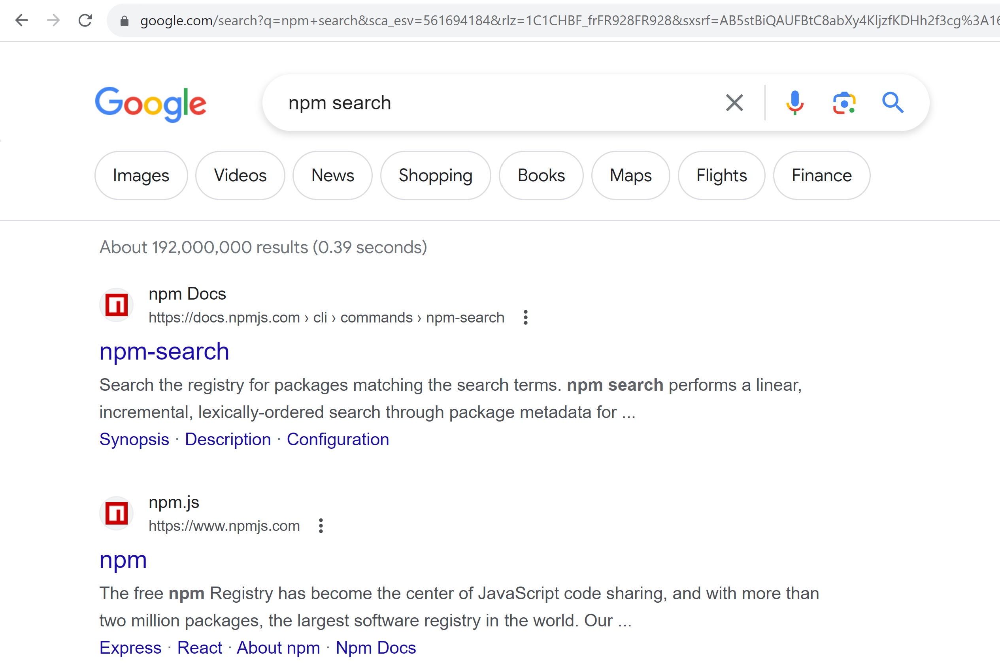 google.com/search?q=npm+search&sca_esv=561694184&rlz=1C1CHBF_frFR928FR928&sxsrf=AB5stBiQAUFBtC8abXy4KljzfKDHh2f3cg%3A16
Google
npm search
Images Videos News Shopping Books Maps Flights Finance
About 192,000,000 results (0.39 seconds)
npm Docs
https://docs.npmjs.com › cli › commands › npm-search
npm-search
Search the registry for packages matching the search terms. npm search performs a linear,
incremental, lexically-ordered search through package metadata for ...
Synopsis · Description · Configuration
npm.js
https://www.npmjs.com
npm
The free npm Registry has become the center of JavaScript code sharing, and with more than
two million packages, the largest software registry in the world. Our ...
Express · React · About npm · Npm Docs